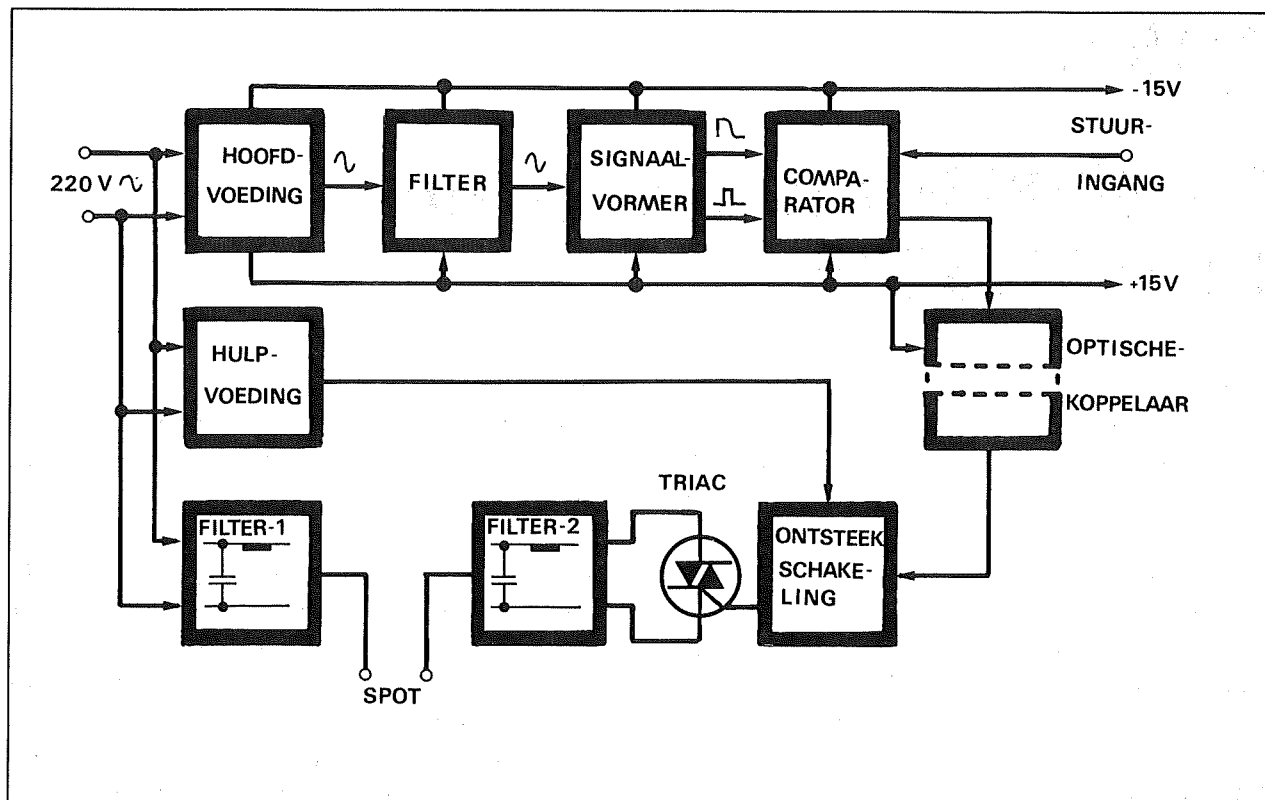 -15V
STUUR-
INGANG
HOOFD-
VOEDING
FILTER
SIGNAAL-
VORMER
COMPA-
RATOR
220 V ∿
+15V
HULP-
VOEDING
OPTISCHE-
KOPPELAAR
TRIAC
FILTER-1
FILTER-2
ONTSTEEK
SCHAKE-
LING
SPOT